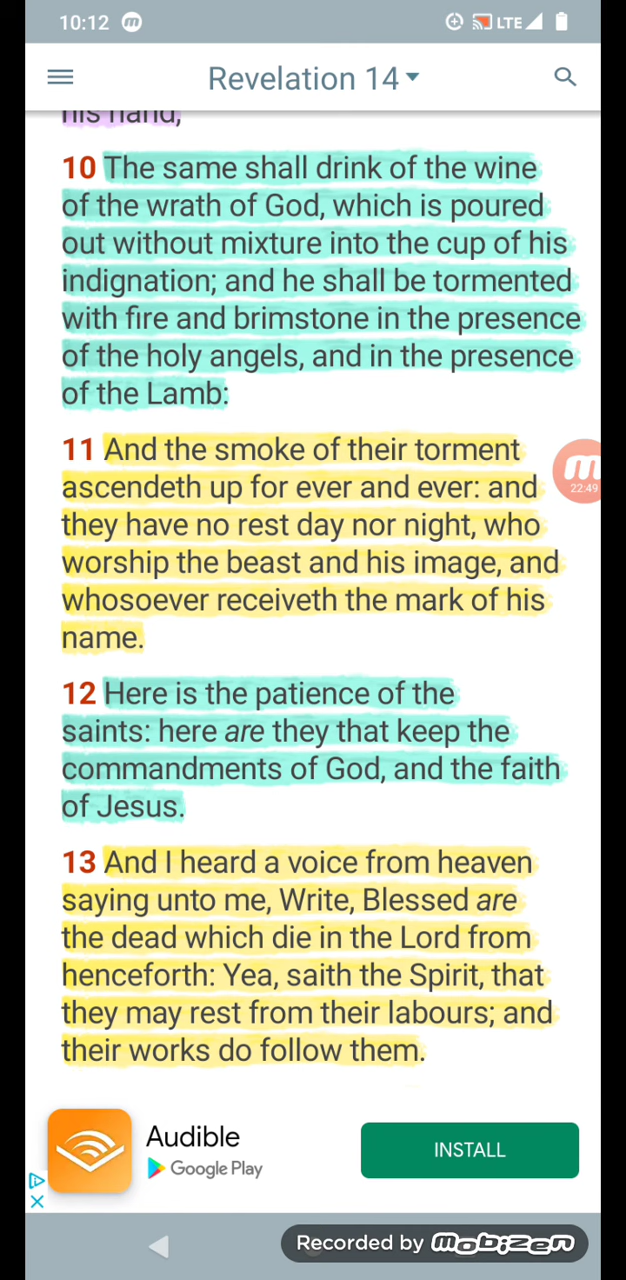 10:12 m LTE
Revelation 14
his hand,
10 The same shall drink of the wine
of the wrath of God, which is poured
out without mixture into the cup of his
indignation; and he shall be tormented
with fire and brimstone in the presence
of the holy angels, and in the presence
of the Lamb:
11 And the smoke of their torment
ascendeth up for ever and ever: and
they have no rest day nor night, who
worship the beast and his image, and
whosoever receiveth the mark of his
name.
m
22:49
12 Here is the patience of the
saints: here are they that keep the
commandments of God, and the faith
of Jesus.
13 And I heard a voice from heaven
saying unto me, Write, Blessed are
the dead which die in the Lord from
henceforth: Yea, saith the Spirit, that
they may rest from their labours; and
their works do follow them.
Audible
Google Play
INSTALL
Recorded by mobizen